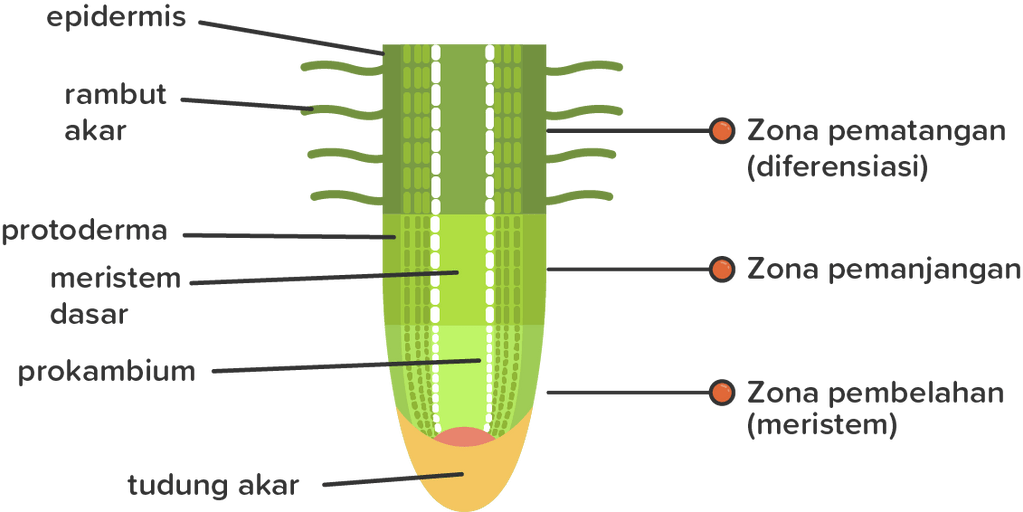 epidermis
rambut
akar
protoderma
meristem
dasar
prokambium
tudung akar
Zona pematangan
(diferensiasi)
Zona pemanjangan
Zona pembelahan
(meristem)